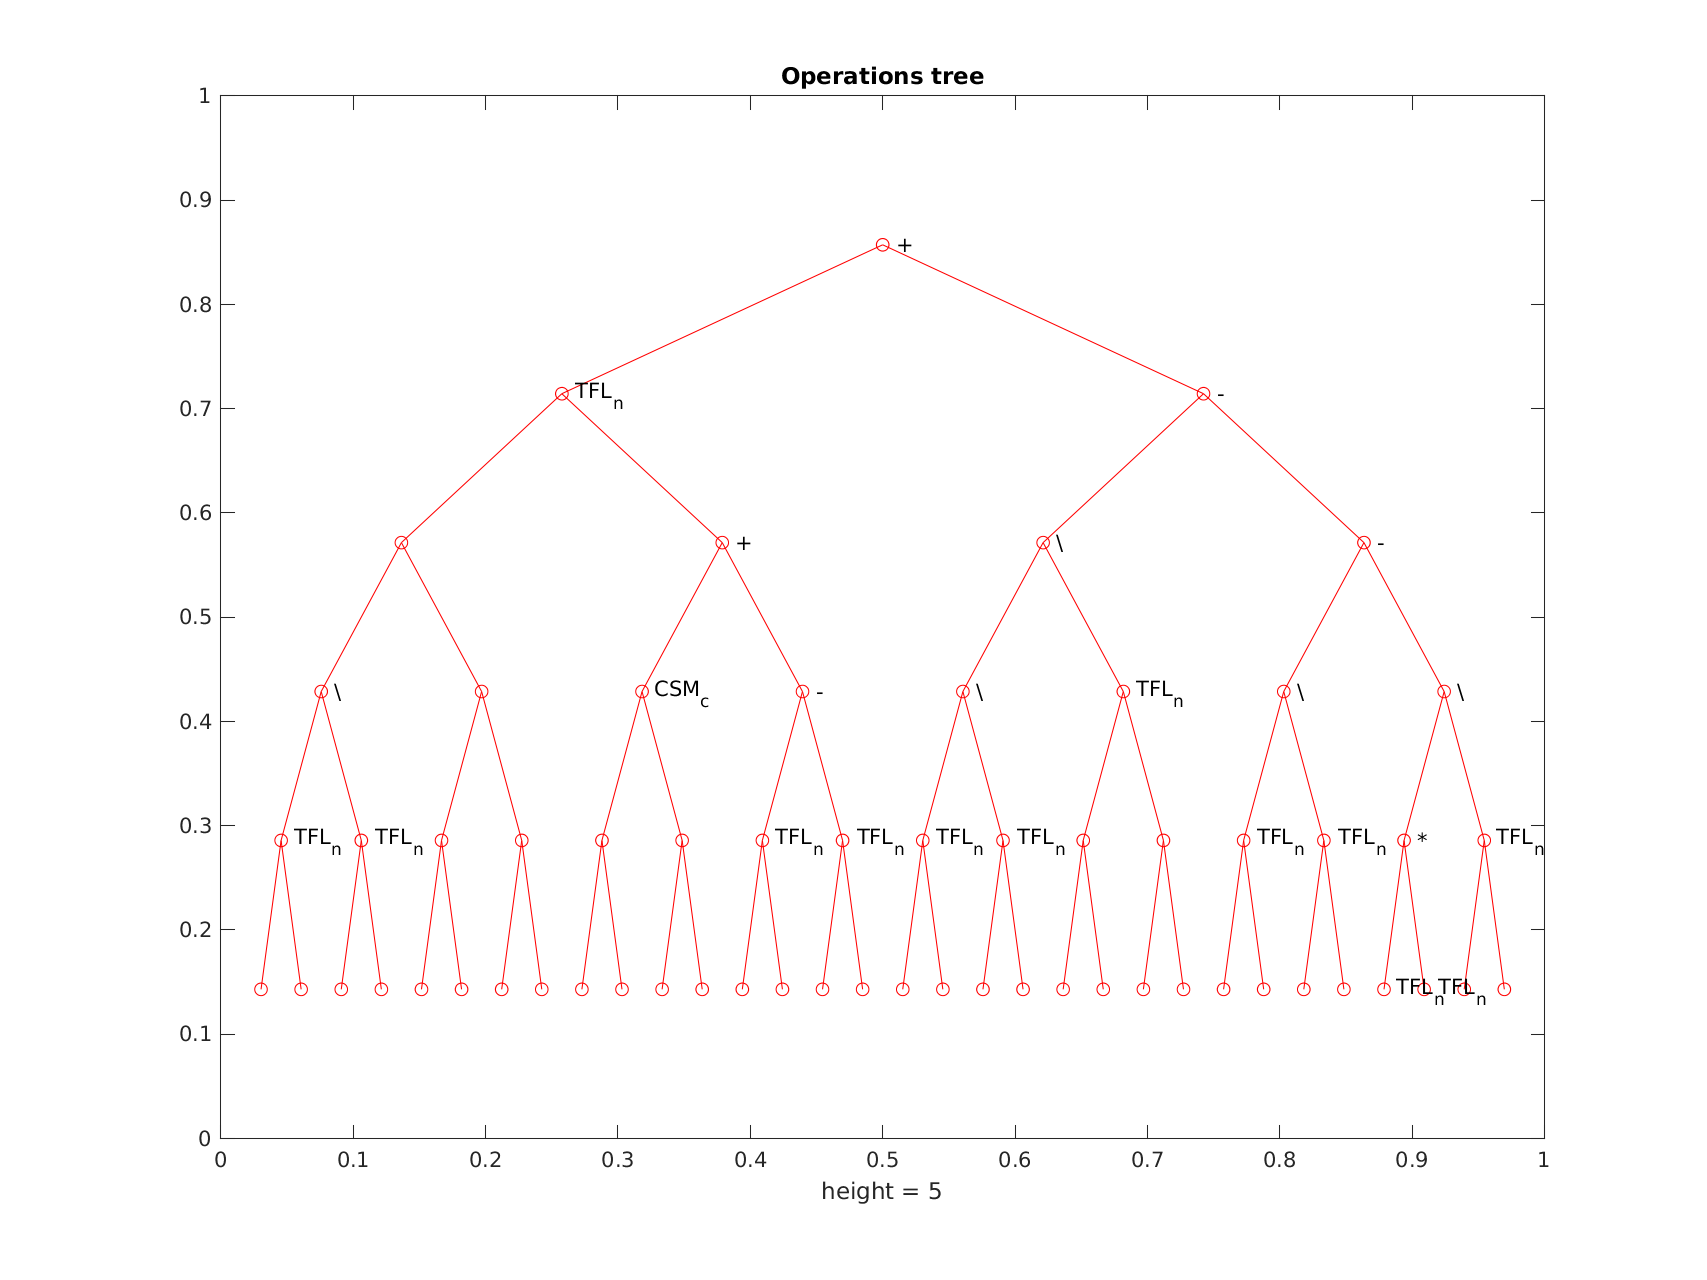 Operations tree
1
0.9
+
0.8
TFLn -
0.7
0.6
+ \ -
0.5
\ CSMc - \ TFLn \ \
0.4
0.3
TFLn TFLn TFLn TFLn TFLn TFLn TFLn TFLn * TFLn
0.2
TFLn TFLn
0.1
0
0 0.1 0.2 0.3 0.4 0.5 0.6 0.7 0.8 0.9 1
height = 5